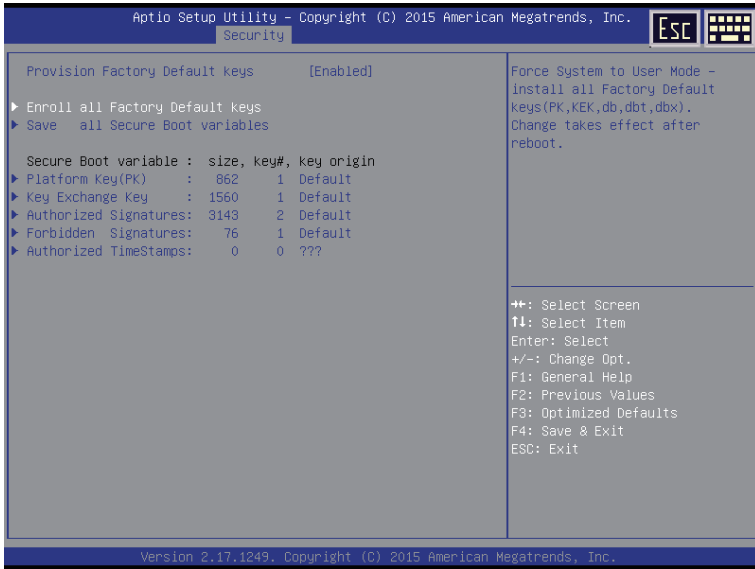 Aptio Setup Utility – Copyright (C) 2015 American Megatrends, Inc.
Esc
Security
Provision Factory Default keys [Enabled]
Enroll all Factory Default keys
Save all Secure Boot variables
Secure Boot variable : size, key#, key origin
Platform Key(PK) : 862 1 Default
Key Exchange Key : 1560 1 Default
Authorized Signatures: 3143 2 Default
Forbidden Signatures: 76 1 Default
Authorized TimeStamps: 0 0 ???
Force System to User Mode –
install all Factory Default
keys(PK,KEK,db,dbt,dbx).
Change takes effect after
reboot.
→←: Select Screen
↑↓: Select Item
Enter: Select
+/-: Change Opt.
F1: General Help
F2: Previous Values
F3: Optimized Defaults
F4: Save & Exit
ESC: Exit
Version 2.17.1249. Copyright (C) 2015 American Megatrends, Inc.